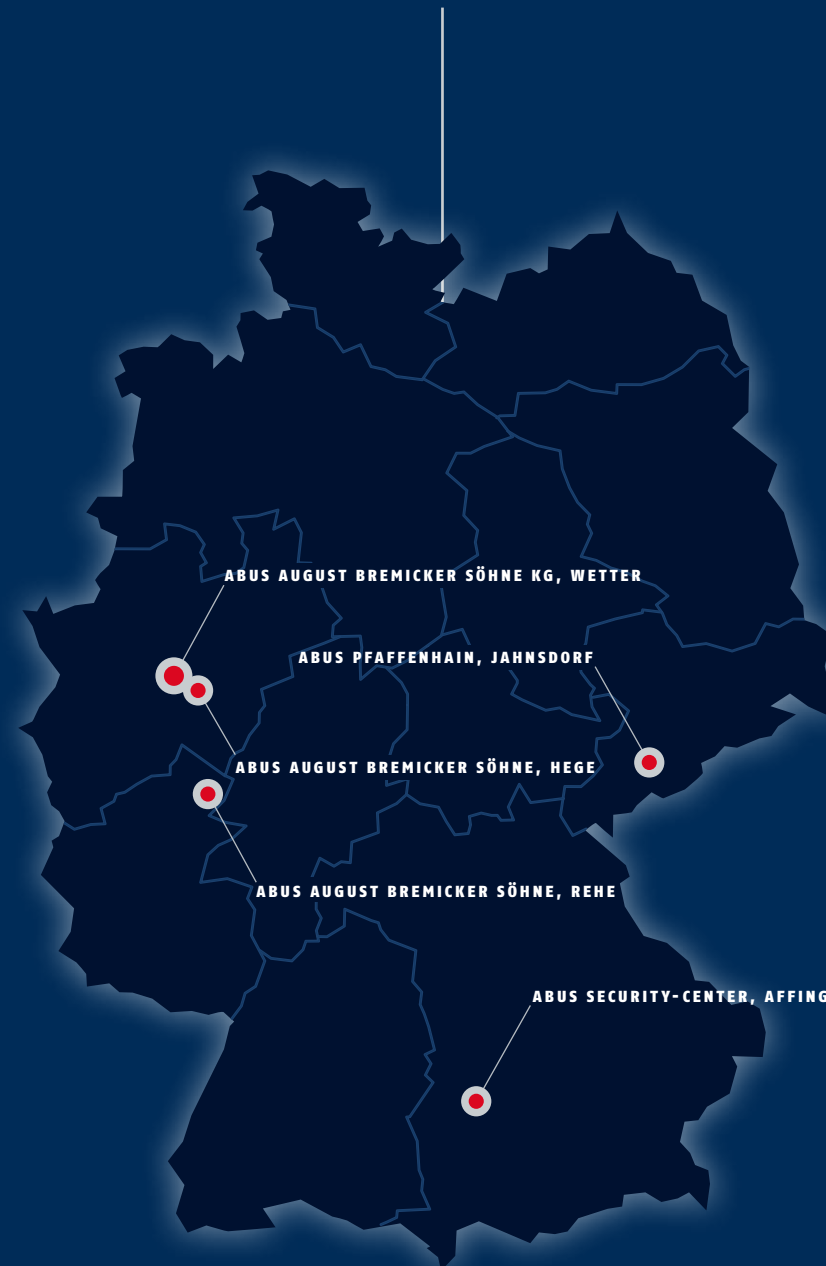 ABUS AUGUST BREMICKER SÖHNE KG, WETTER
ABUS PFAFFENHAIN, JAHNSDORF
ABUS AUGUST BREMICKER SÖHNE, HEGE
ABUS AUGUST BREMICKER SÖHNE, REHE
ABUS SECURITY-CENTER, AFFING